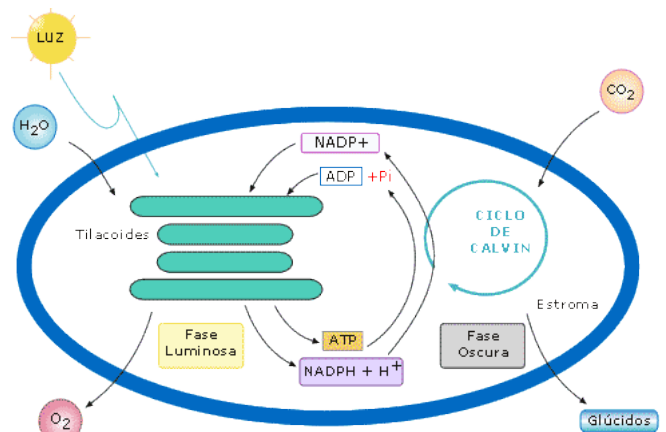 LUZ
H₂O
CO₂
NADP+
ADP +Pi
Tilacoides
CICLO
DE
CALVIN
Estroma
Fase
Luminosa
ATP
NADPH + H⁺
Fase
Oscura
O₂
Glúcidos